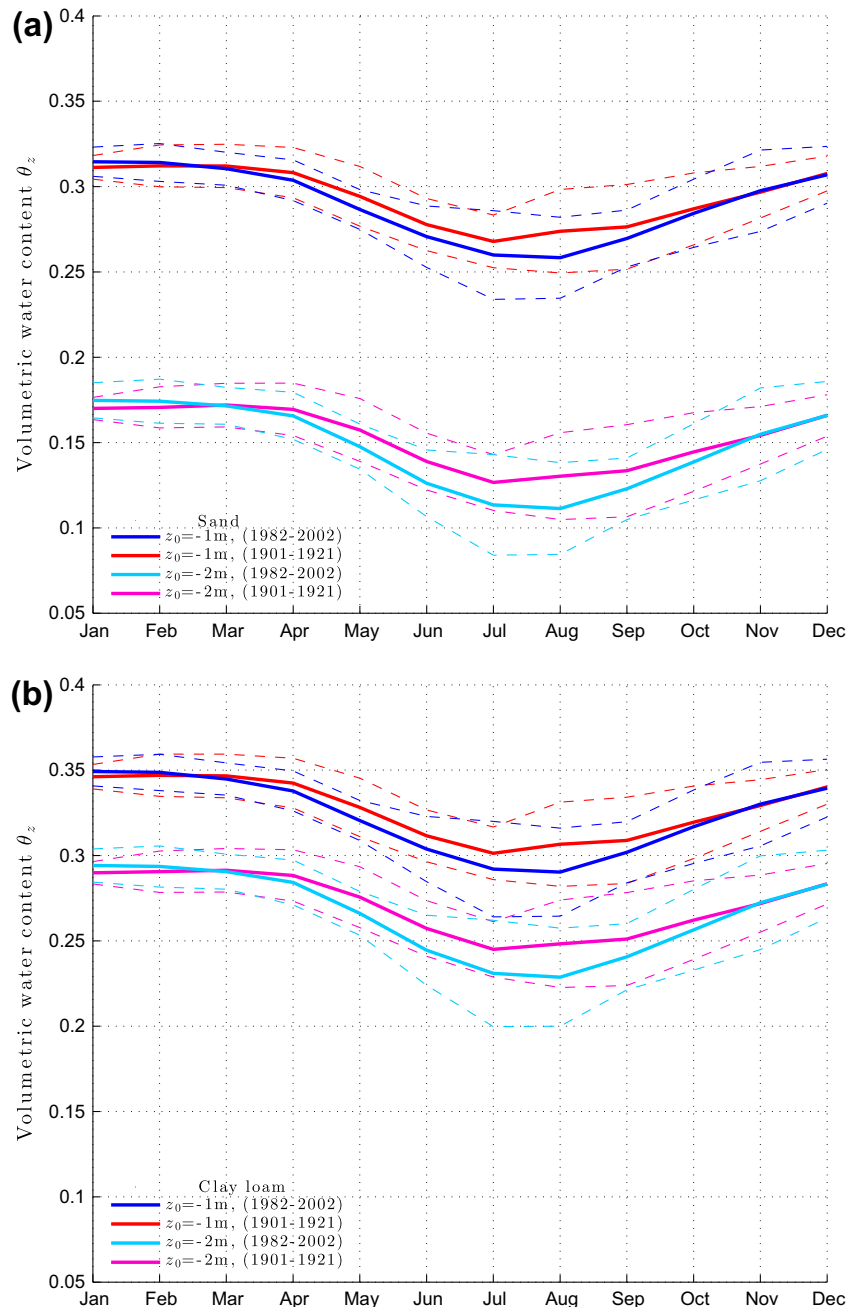 (a)
0.4
0.35
0.3
0.25
0.2
0.15
0.1
0.05
Volumetric water content θz
Sand
z0=-1m, (1982-2002)
z0=-1m, (1901-1921)
z0=-2m, (1982-2002)
z0=-2m, (1901-1921)
Jan Feb Mar Apr May Jun Jul Aug Sep Oct Nov Dec
(b)
0.4
0.35
0.3
0.25
0.2
0.15
0.1
0.05
Volumetric water content θz
Clay loam
z0=-1m, (1982-2002)
z0=-1m, (1901-1921)
z0=-2m, (1982-2002)
z0=-2m, (1901-1921)
Jan Feb Mar Apr May Jun Jul Aug Sep Oct Nov Dec